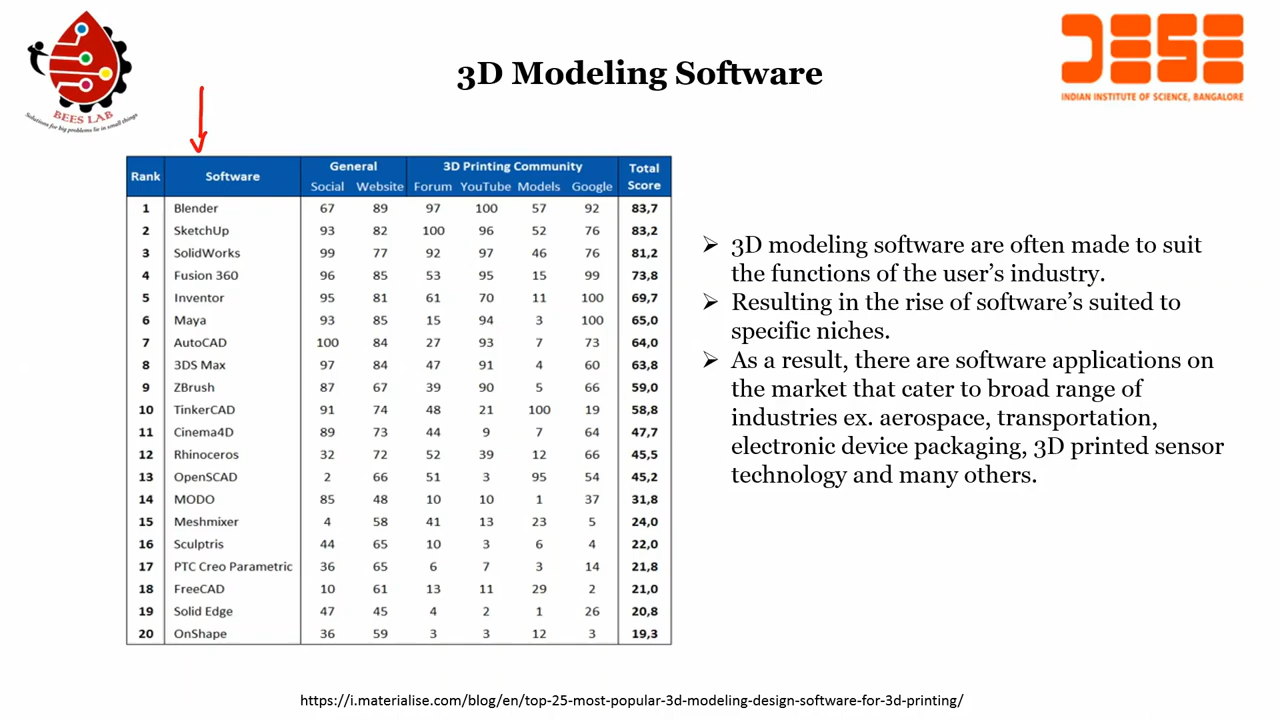 3D Modeling Software
BEES LAB
Solutions for big problems lie in small things
DESE
INDIAN INSTITUTE OF SCIENCE, BANGALORE
Rank Software General 3D Printing Community Total Score
Social Website Forum YouTube Models Google
1 Blender 67 89 97 100 57 92 83,7
2 SketchUp 93 82 100 96 52 76 83,2
3 SolidWorks 99 77 92 97 46 76 81,2
4 Fusion 360 96 85 53 95 15 99 73,8
5 Inventor 95 81 61 70 11 100 69,7
6 Maya 93 85 15 94 3 100 65,0
7 AutoCAD 100 84 27 93 7 73 64,0
8 3DS Max 97 84 47 91 4 60 63,8
9 ZBrush 87 67 39 90 5 66 59,0
10 TinkerCAD 91 74 48 21 100 19 58,8
11 Cinema4D 89 73 44 9 7 64 47,7
12 Rhinoceros 32 72 52 39 12 66 45,5
13 OpenSCAD 2 66 51 3 95 54 45,2
14 MODO 85 48 10 10 1 37 31,8
15 Meshmixer 4 58 41 13 23 5 24,0
16 Sculptris 44 65 10 3 6 4 22,0
17 PTC Creo Parametric 36 65 6 7 3 14 21,8
18 FreeCAD 10 61 13 11 29 2 21,0
19 Solid Edge 47 45 4 2 1 26 20,8
20 OnShape 36 59 3 3 12 3 19,3
➢ 3D modeling software are often made to suit
the functions of the user's industry.
➢ Resulting in the rise of software's suited to
specific niches.
➢ As a result, there are software applications on
the market that cater to broad range of
industries ex. aerospace, transportation,
electronic device packaging, 3D printed sensor
technology and many others.
https://i.materialise.com/blog/en/top-25-most-popular-3d-modeling-design-software-for-3d-printing/